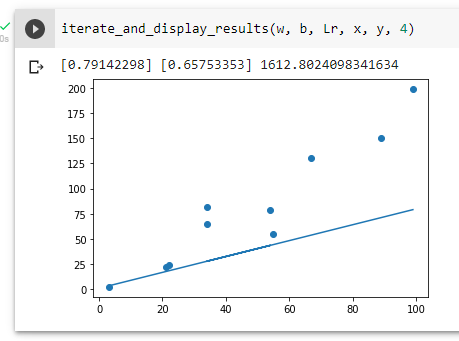 iterate_and_display_results(w, b, Lr, x, y, 4)
0s
[0.79142298] [0.65753353] 1612.8024098341634
200
175
150
125
100
75
50
25
0
0 20 40 60 80 100